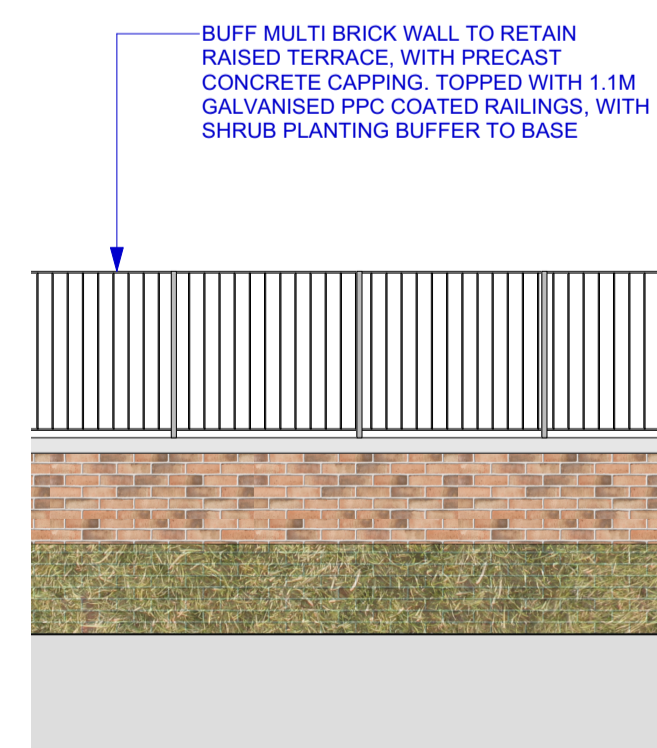 BUFF MULTI BRICK WALL TO RETAIN
RAISED TERRACE, WITH PRECAST
CONCRETE CAPPING. TOPPED WITH 1.1M
GALVANISED PPC COATED RAILINGS, WITH
SHRUB PLANTING BUFFER TO BASE